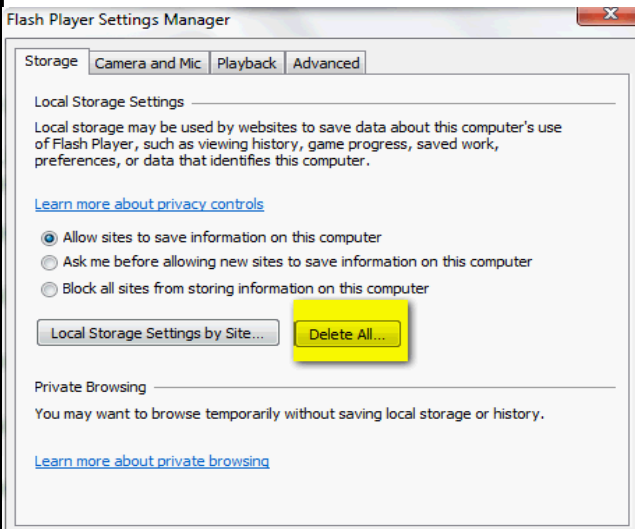 Flash Player Settings Manager
Storage Camera and Mic Playback Advanced
Local Storage Settings
Local storage may be used by websites to save data about this computer's use
of Flash Player, such as viewing history, game progress, saved work,
preferences, or data that identifies this computer.
Learn more about privacy controls
Allow sites to save information on this computer
Ask me before allowing new sites to save information on this computer
Block all sites from storing information on this computer
Local Storage Settings by Site... Delete All...
Private Browsing
You may want to browse temporarily without saving local storage or history.
Learn more about private browsing